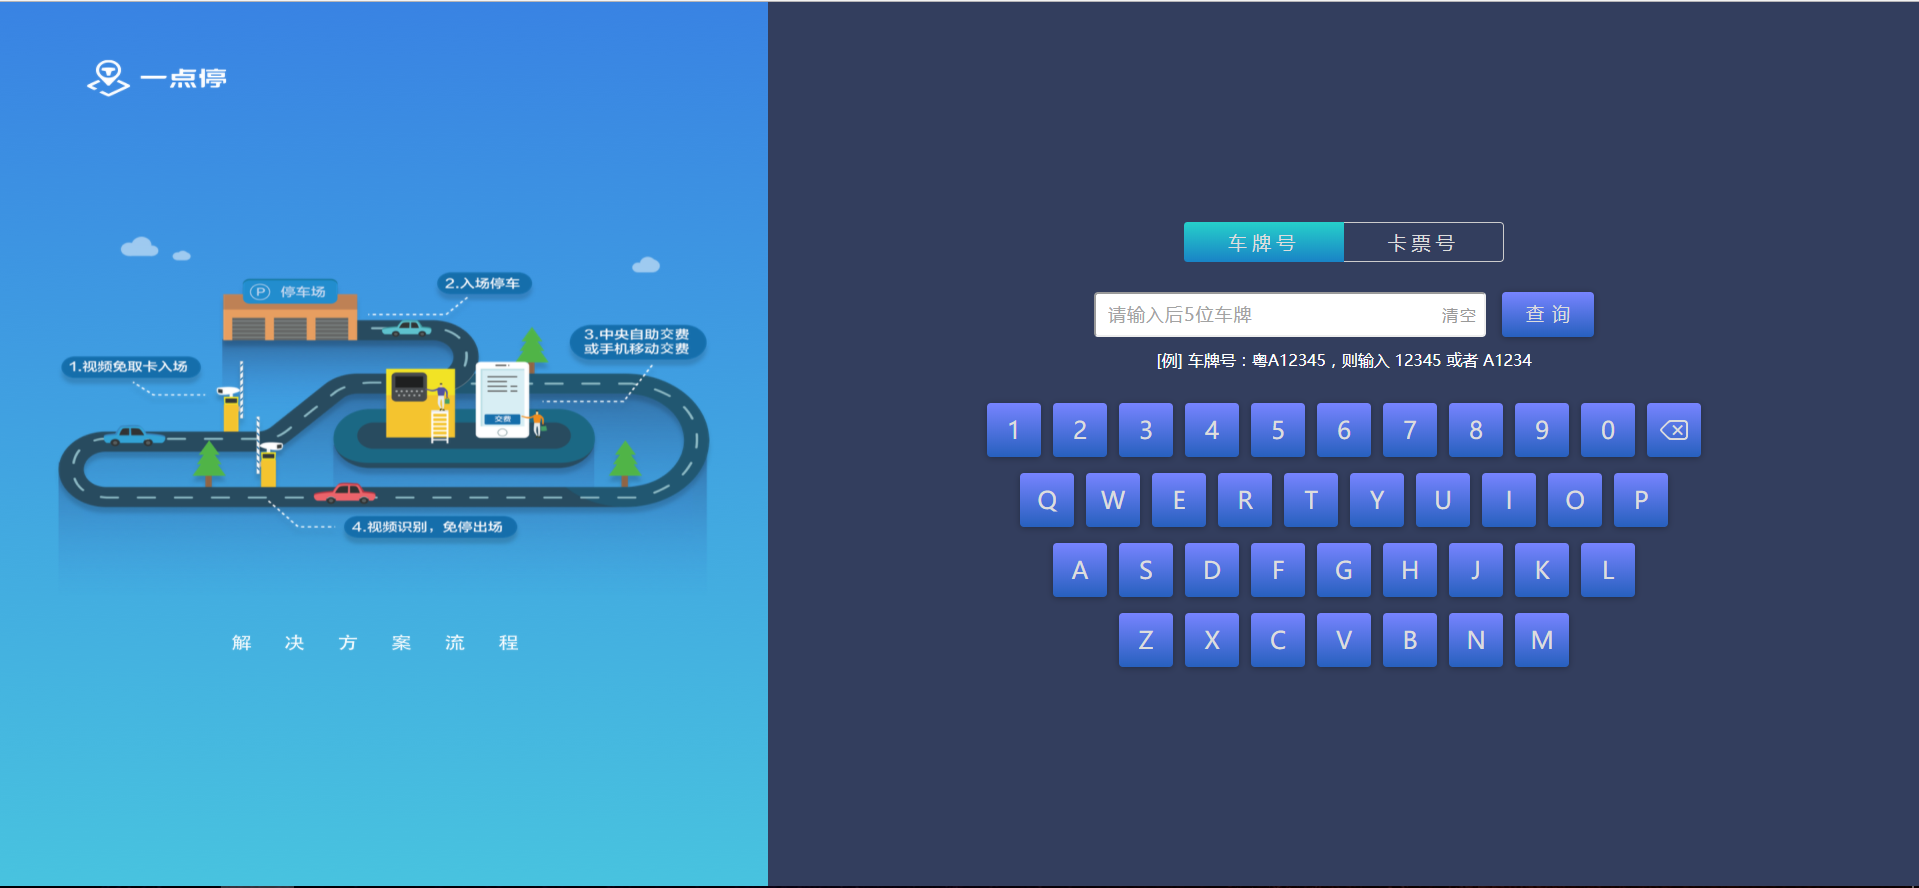 一点停
Ⓟ 停车场
2.入场停车
3.中央自助交费
或手机移动交费
1.视频免取卡入场
交费
4.视频识别，免停出场
解决方案流程
车牌号 卡票号
请输入后5位车牌 清空 查询
[例] 车牌号：粤A12345，则输入 12345 或者 A1234
1 2 3 4 5 6 7 8 9 0
Q W E R T Y U I O P
A S D F G H J K L
Z X C V B N M